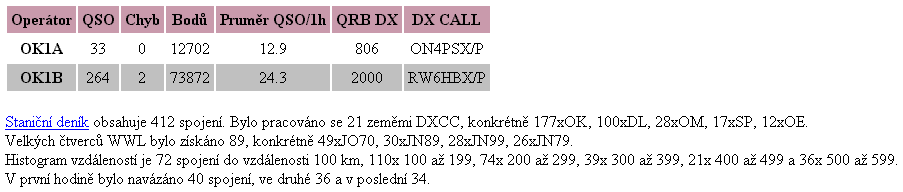 Operátor QSO Chyb Bodů Pruměr QSO/1h QRB DX DX CALL
OK1A 33 0 12702 12.9 806 ON4PSX/P
OK1B 264 2 73872 24.3 2000 RW6HBX/P
Staniční deník obsahuje 412 spojení. Bylo pracováno se 21 zeměmi DXCC, konkrétně 177xOK, 100xDL, 28xOM, 17xSP, 12xOE.
Velkých čtverců WWL bylo získáno 89, konkrétně 49xJO70, 30xJN89, 28xJN99, 26xJN79.
Histogram vzdáleností je 72 spojení do vzdálenosti 100 km, 110x 100 až 199, 74x 200 až 299, 39x 300 až 399, 21x 400 až 499 a 36x 500 až 599.
V první hodině bylo navázáno 40 spojení, ve druhé 36 a v poslední 34.